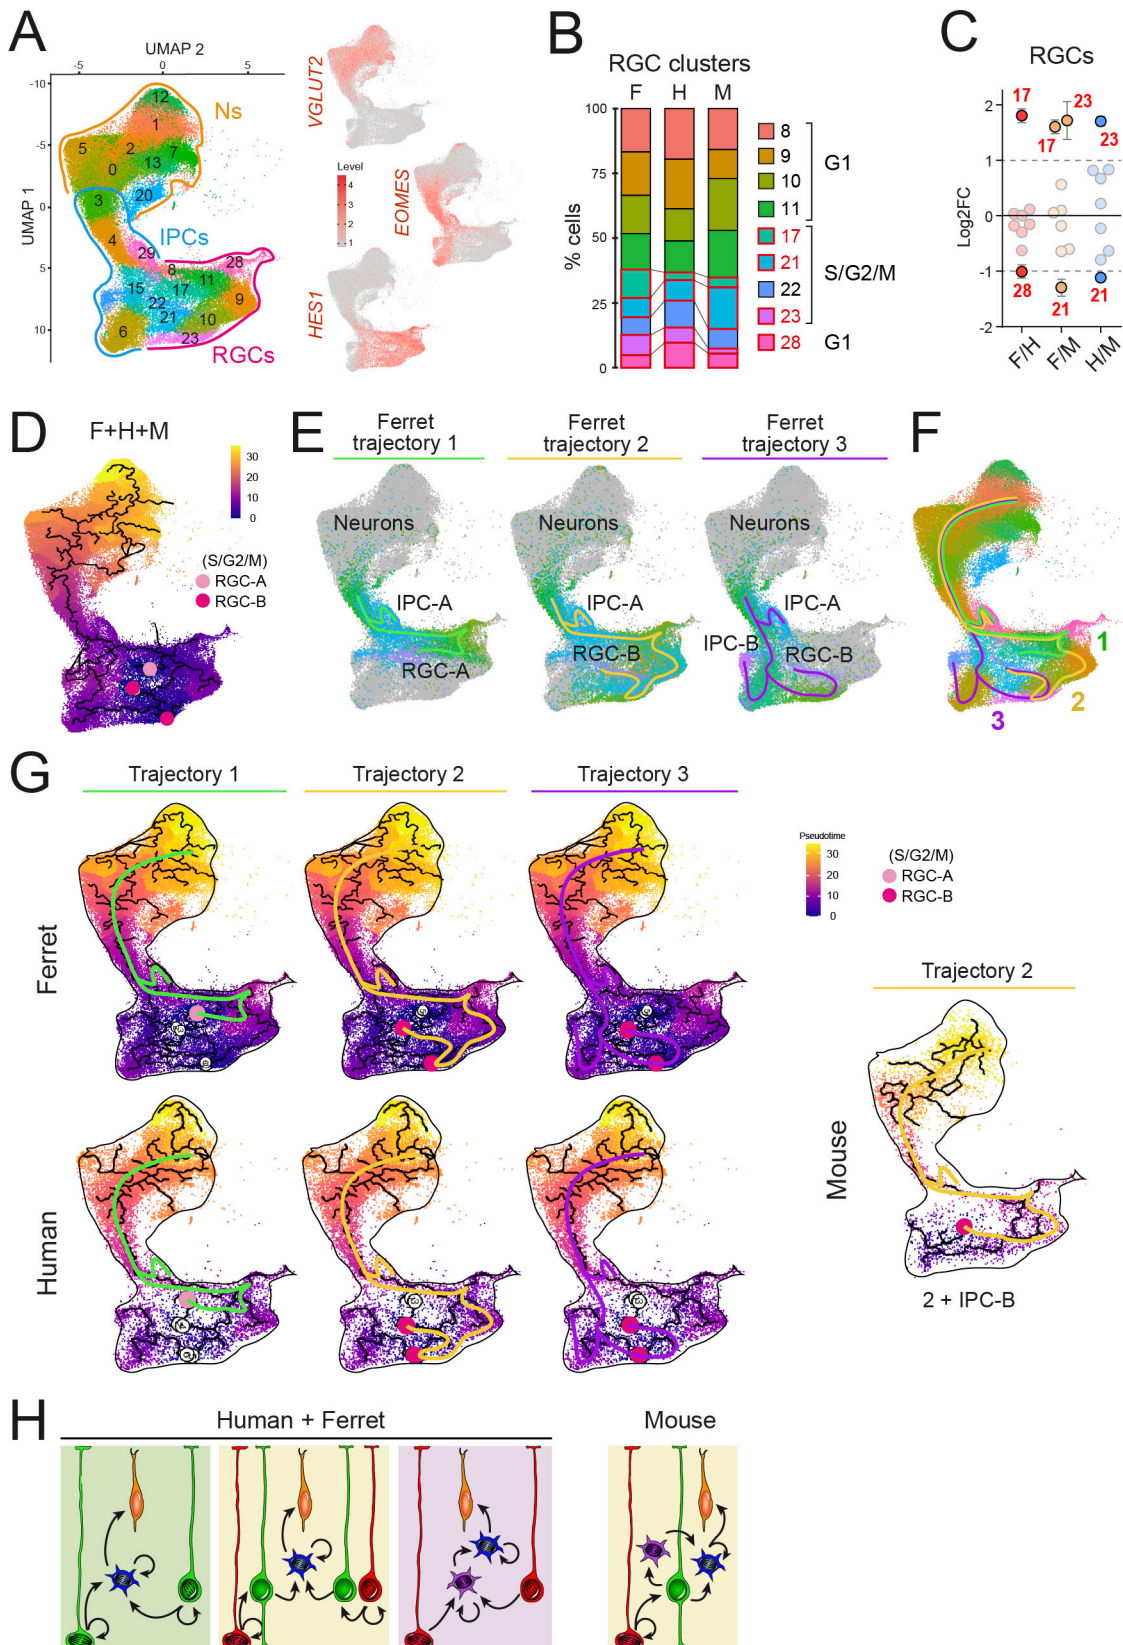 A
UMAP 2
-5
0
5
-10
-5
0
5
10
UMAP 1
12
Ns
1
5
2
7
0
13
3
20
4
IPCs
29
28
8
11
15
17
9
22
21
10
6
23
RGCs
VGLUT2
Level
4
3
2
1
EOMES
HES1
B
RGC clusters
F H M
100
75
50
25
0
% cells
8
9
10
11
G1
17
21
22
23
S/G2/M
28
G1
C
RGCs
2
1
0
-1
-2
Log2FC
17
23
17
23
28
21
21
F/H
F/M
H/M
D
F+H+M
30
20
10
0
(S/G2/M)
RGC-A
RGC-B
E
Ferret
trajectory 1
Neurons
IPC-A
RGC-A
Ferret
trajectory 2
Neurons
IPC-A
RGC-B
Ferret
trajectory 3
Neurons
IPC-A
IPC-B
RGC-B
F
1
2
3
G
Trajectory 1
Trajectory 2
Trajectory 3
Pseudotime
30
20
10
0
(S/G2/M)
RGC-A
RGC-B
Ferret
Human
Mouse
Trajectory 2
2 + IPC-B
H
Human + Ferret
Mouse